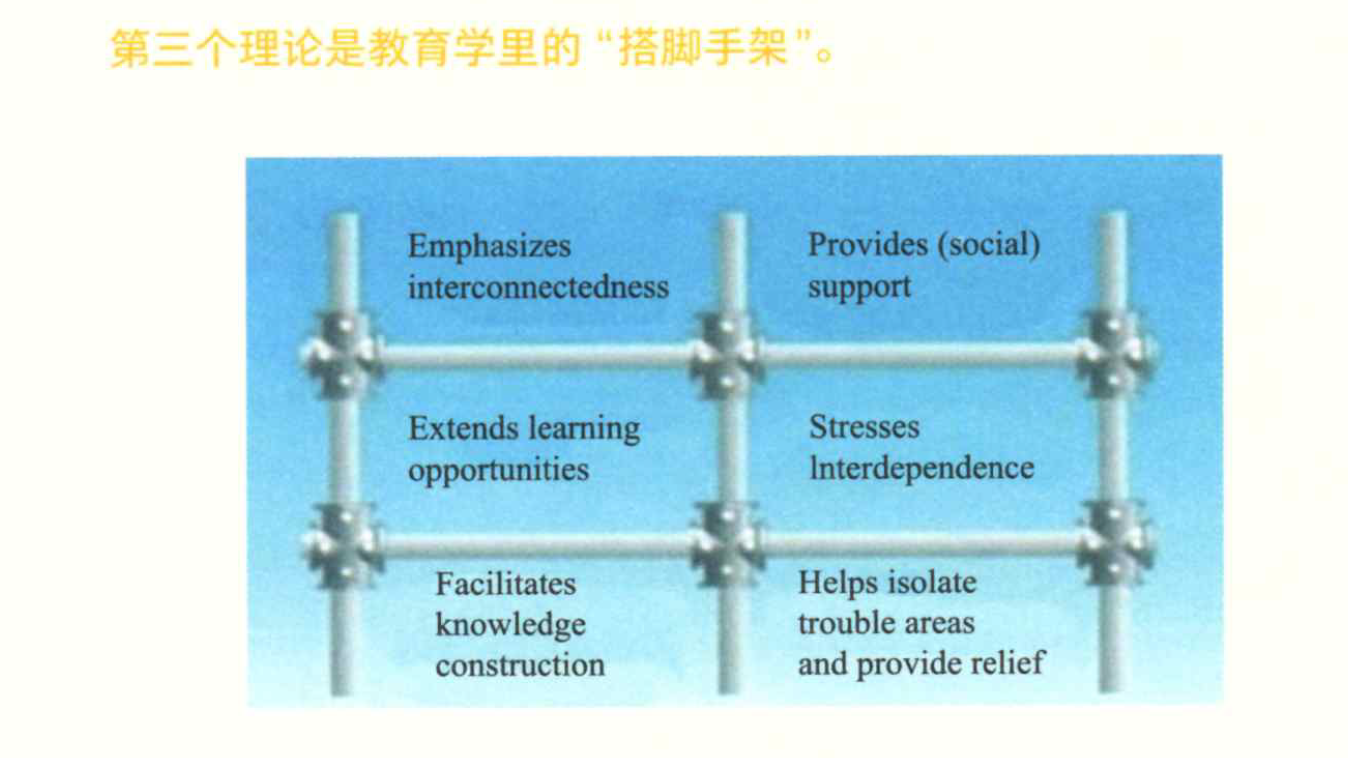 第三个理论是教育学里的“搭脚手架”。
Emphasizes
interconnectedness
Provides (social)
support
Extends learning
opportunities
Stresses
lnterdependence
Facilitates
knowledge
construction
Helps isolate
trouble areas
and provide relief